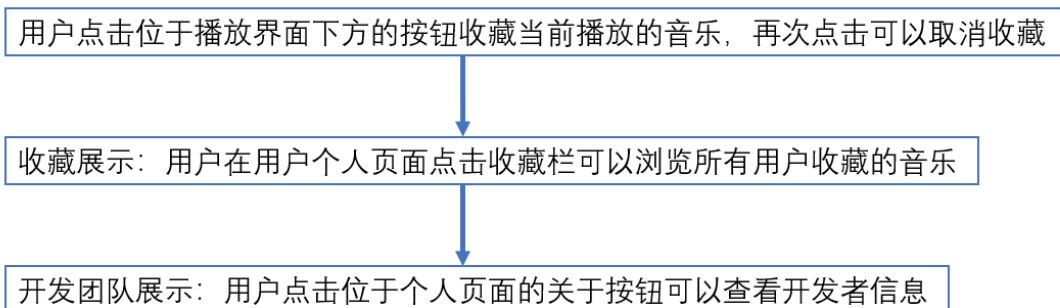 用户点击位于播放界面下方的按钮收藏当前播放的音乐，再次点击可以取消收藏
收藏展示：用户在用户个人页面点击收藏栏可以浏览所有用户收藏的音乐
开发团队展示：用户点击位于个人页面的关于按钮可以查看开发者信息